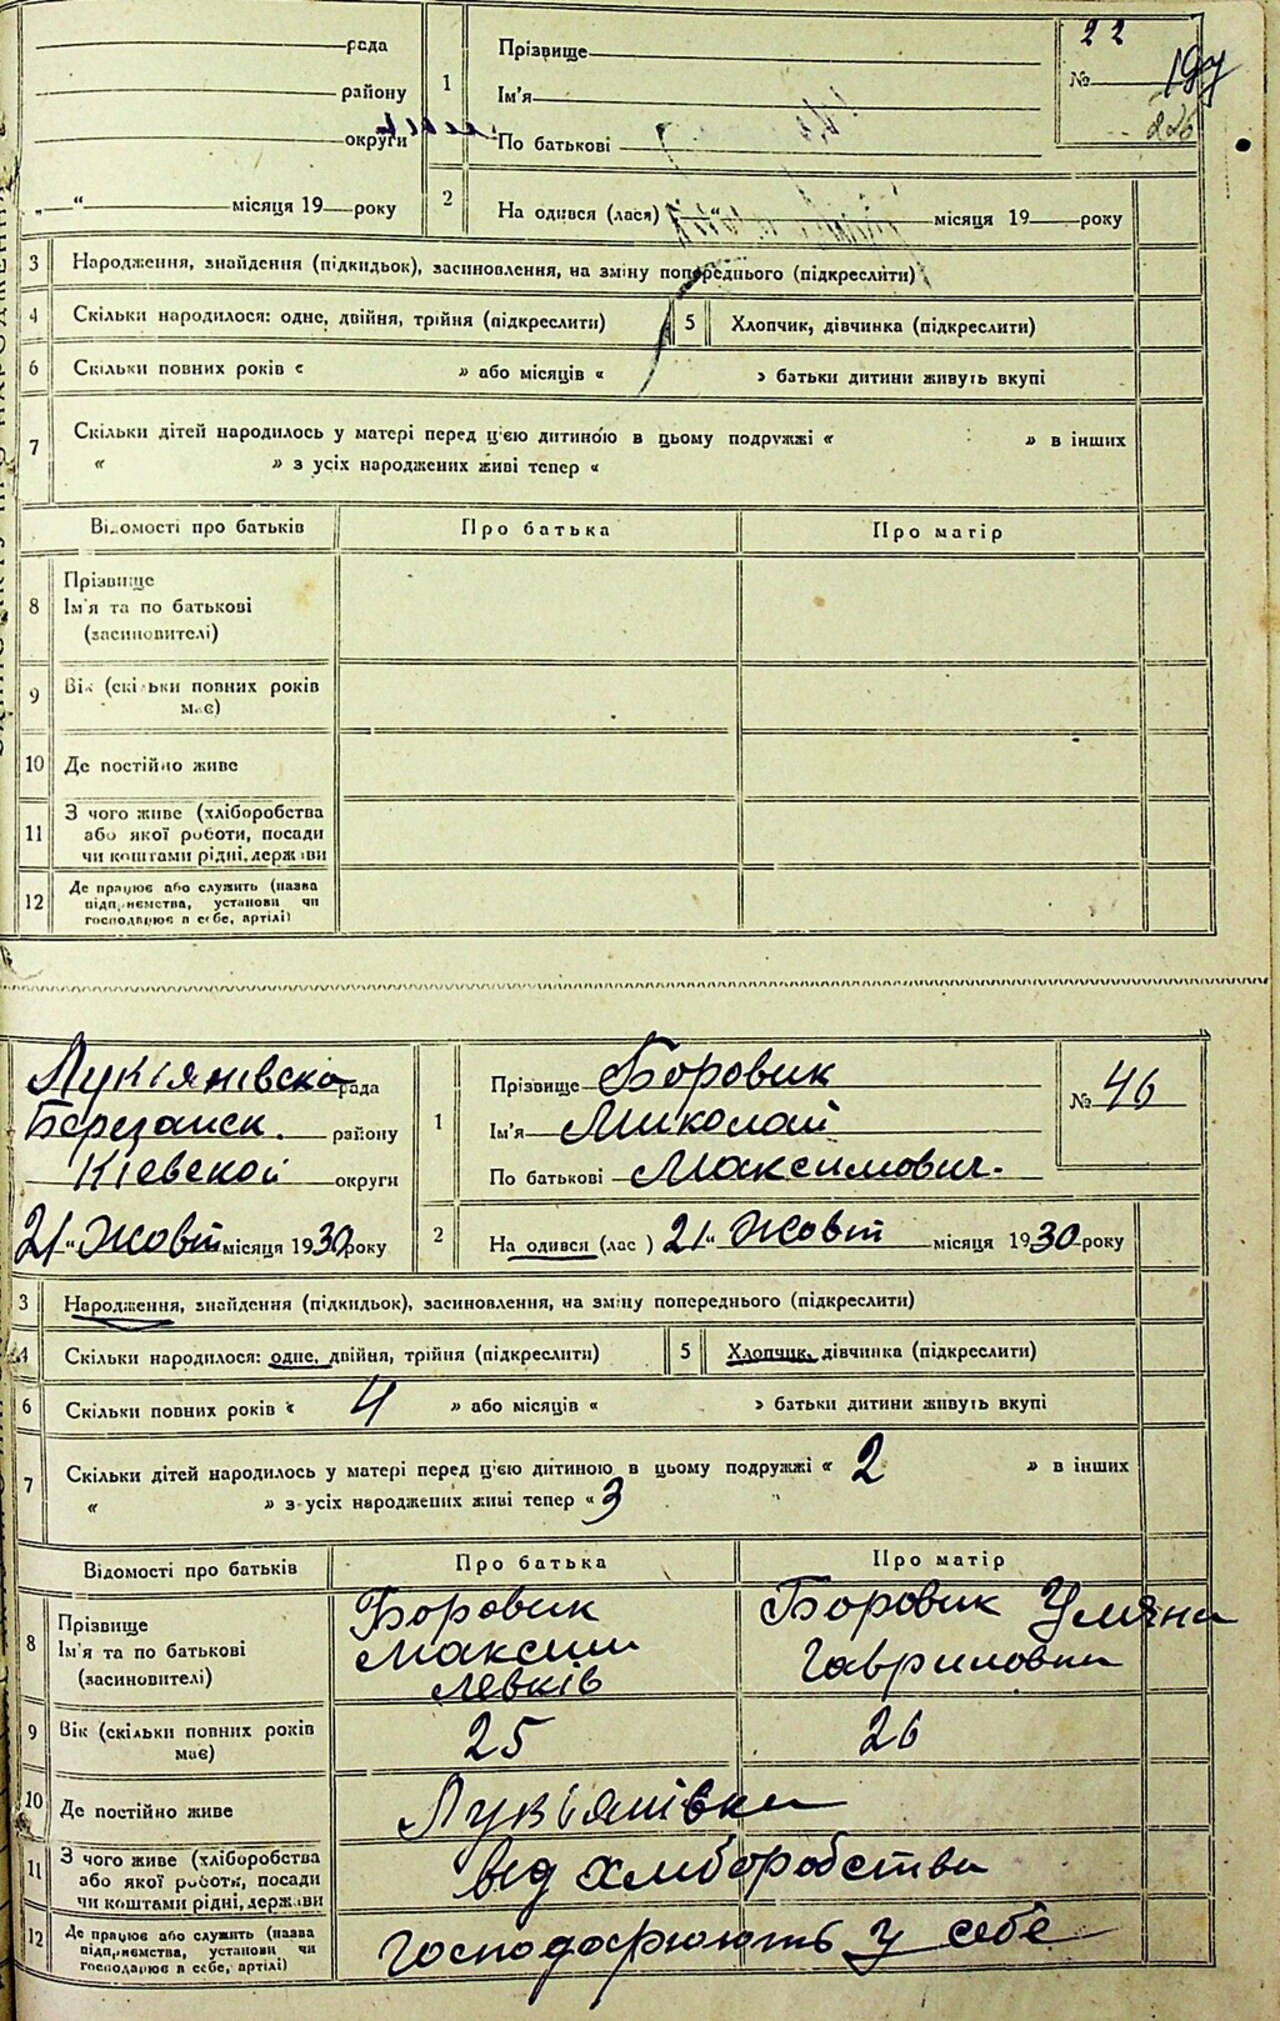 рада
району
округи
„ “ місяця 19 року
1
Прізвище
Ім'я
По батькові
22
№ 194
226
2
На одився (лася) “ місяця 19 року
3 Народження, знайдення (підкидьок), засиновлення, на зміну попереднього (підкреслити)
4 Скільки народилося: одне, двійня, трійня (підкреслити) 5 Хлопчик, дівчинка (підкреслити)
6 Скільки повних років « » або місяців « » батьки дитини живуть вкупі
7 Скільки дітей народилось у матері перед ц'єю дитиною в цьому подружжі « » в інших
« » з усіх народжених живі тепер «
Відомості про батьків Про батька Про матір
8 Прізвище
Ім'я та по батькові
(засиновителі)
9 Вік (скільки повних років
має)
10 Де постійно живе
11 З чого живе (хліборобства
або якої роботи, посади
чи коштами рідні, держави
12 Де працює або служить (назва
підприємства, установи чи
господарює в себе, артілі)
Лукіянівска рада
Березанск. району
Кіевской округи
21 “ Жовт місяця 1930 року
1
Прізвище Боровик
Ім'я Миколай
По батькові Максимович.
№ 46
2
На одився (лас ) 21 “ Жовт місяця 1930 року
3 Народження, знайдення (підкидьок), засиновлення, на зміну попереднього (підкреслити)
4 Скільки народилося: одне, двійня, трійня (підкреслити) 5 Хлопчик, дівчинка (підкреслити)
6 Скільки повних років « 4 » або місяців « » батьки дитини живуть вкупі
7 Скільки дітей народилось у матері перед ц'єю дитиною в цьому подружжі « 2 » в інших
« » з усіх народжених живі тепер « 3
Відомості про батьків Про батька Про матір
8 Прізвище
Ім'я та по батькові
(засиновителі)
Боровик
Максим
Левків
Боровик Уляна
Гавриловна
9 Вік (скільки повних років
має)
25 26
10 Де постійно живе Лукіянівка
11 З чого живе (хліборобства
або якої роботи, посади
чи коштами рідні, держави
від хліборобства
12 Де працює або служить (назва
підприємства, установи чи
господарює в себе, артілі)
Господорюють у себе